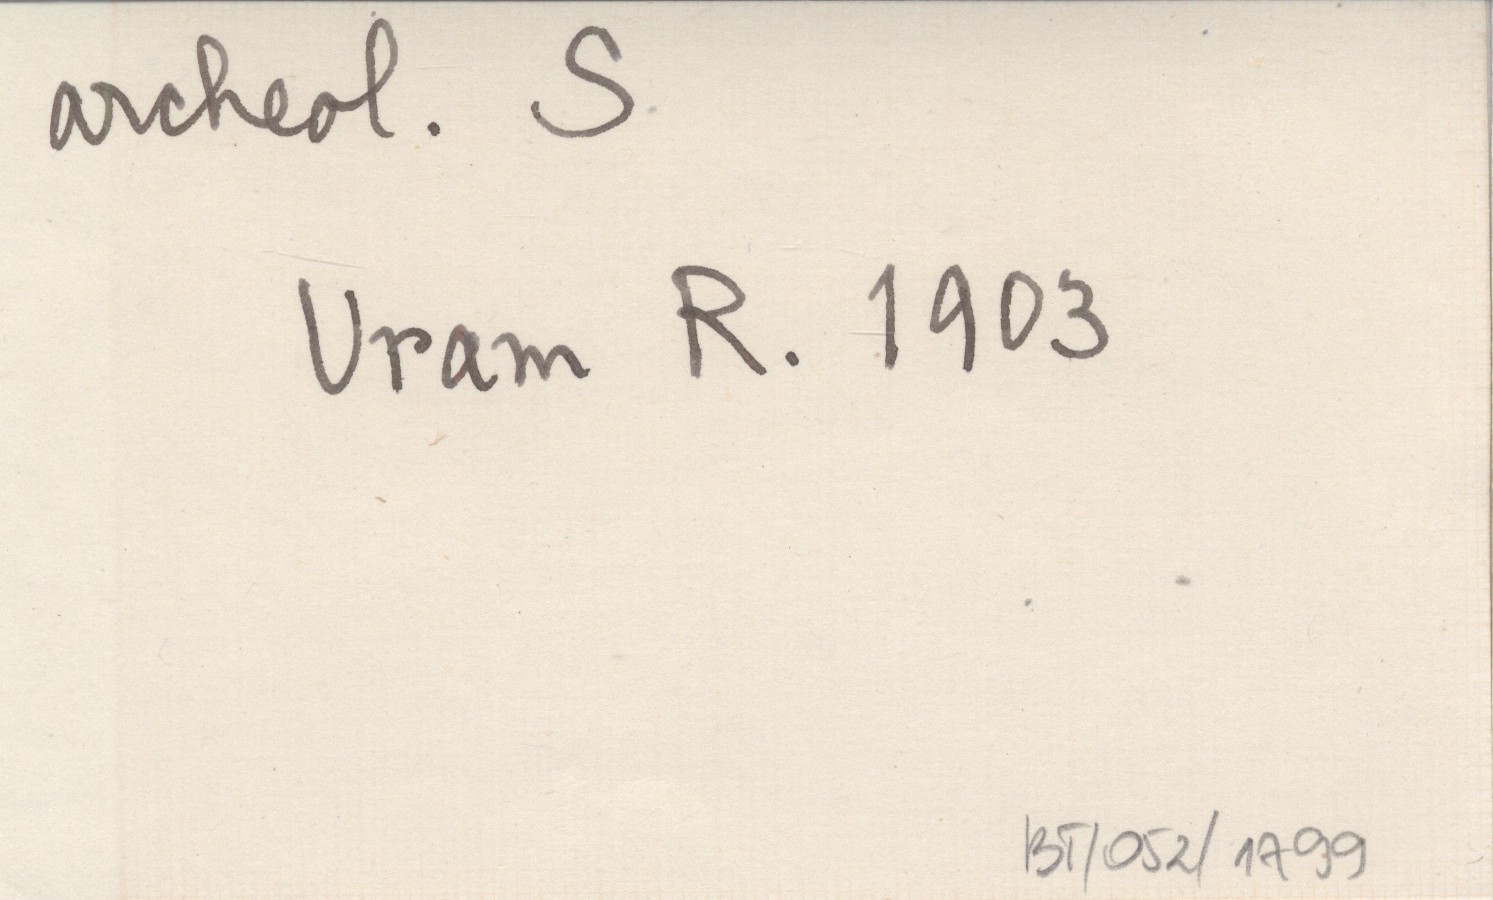 archeol. S
Uram R. 1903
BT/052/1799